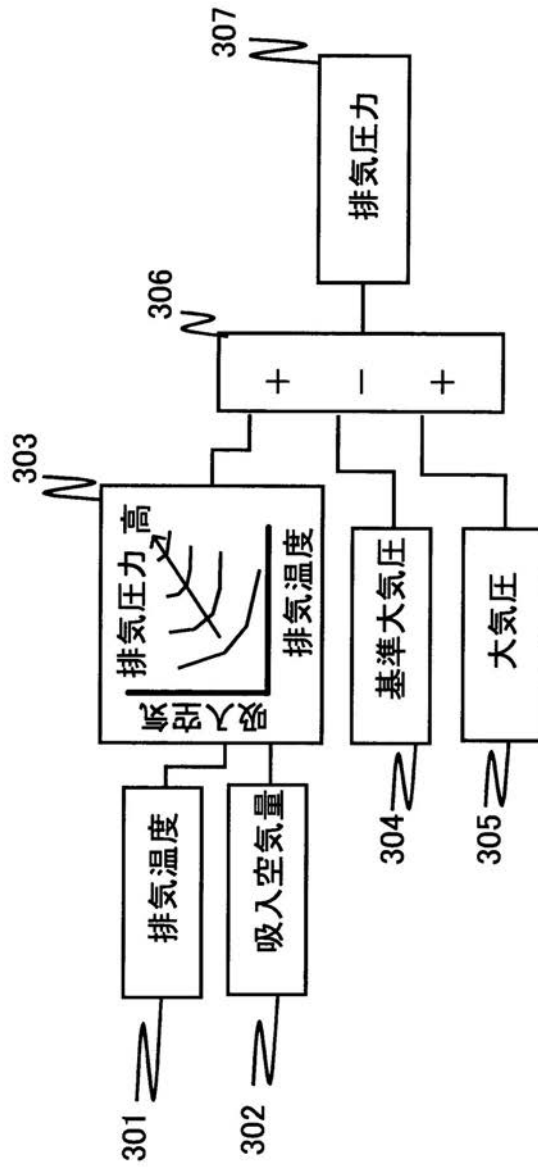 301
排気温度
302
吸入空気量
303
排気圧力 高
吸入空気
排気温度
304
基準大気圧
305
大気圧
306
+
−
+
307
排気圧力